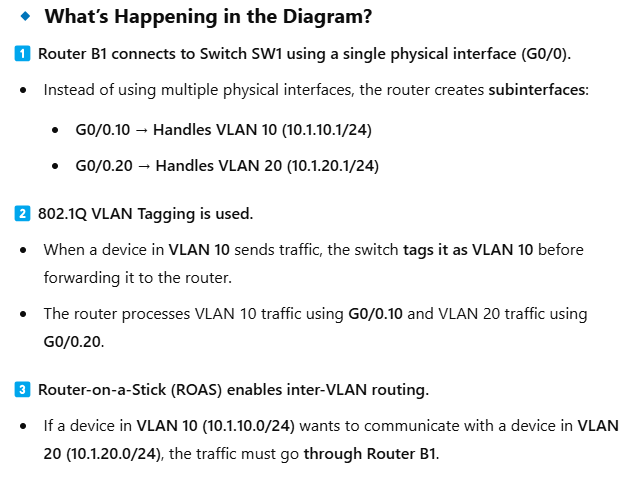 What's Happening in the Diagram?
1 Router B1 connects to Switch SW1 using a single physical interface (G0/0).
• Instead of using multiple physical interfaces, the router creates subinterfaces:
• G0/0.10 → Handles VLAN 10 (10.1.10.1/24)
• G0/0.20 → Handles VLAN 20 (10.1.20.1/24)
2 802.1Q VLAN Tagging is used.
• When a device in VLAN 10 sends traffic, the switch tags it as VLAN 10 before
forwarding it to the router.
• The router processes VLAN 10 traffic using G0/0.10 and VLAN 20 traffic using
G0/0.20.
3 Router-on-a-Stick (ROAS) enables inter-VLAN routing.
• If a device in VLAN 10 (10.1.10.0/24) wants to communicate with a device in VLAN
20 (10.1.20.0/24), the traffic must go through Router B1.